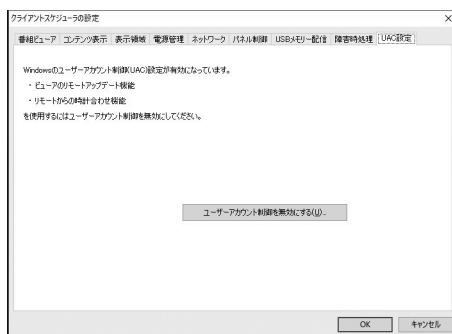 クライアントスケジューラの設定
番組ビューア コンテンツ表示 表示領域 電源管理 ネットワーク パネル制御 USBメモリー配信 障害時処理 UAC設定
Windowsのユーザーアカウント制御(UAC)設定が有効になっています。
・ビューアのリモートアップデート機能
・リモートからの時計合わせ機能
を使用するにはユーザーアカウント制御を無効にしてください。
ユーザーアカウント制御を無効にする(U)...
OK キャンセル